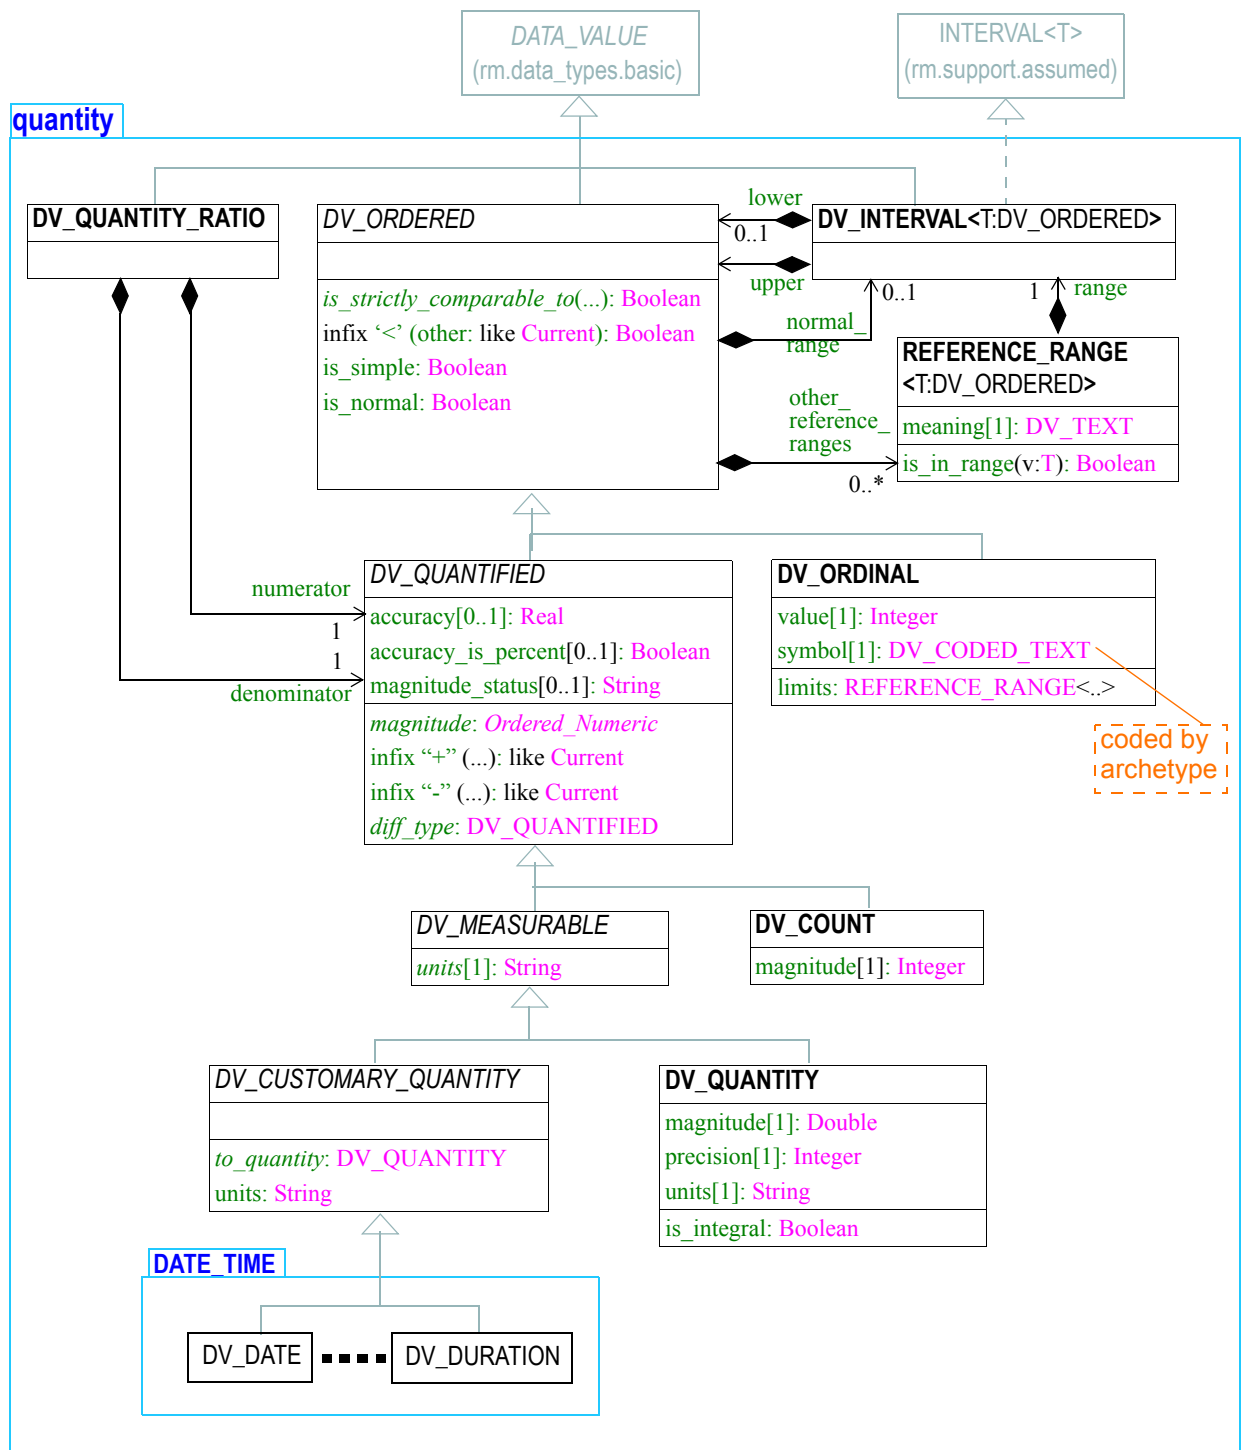 DATA_VALUE
(rm.data_types.basic)
INTERVAL<T>
(rm.support.assumed)
quantity
DV_QUANTITY_RATIO
DV_ORDERED
is_strictly_comparable_to(...): Boolean
infix ‘<’ (other: like Current): Boolean
is_simple: Boolean
is_normal: Boolean
lower
0..1
upper
DV_INTERVAL<T:DV_ORDERED>
normal_
range
0..1
1
range
REFERENCE_RANGE
<T:DV_ORDERED>
meaning[1]: DV_TEXT
is_in_range(v:T): Boolean
other_
reference_
ranges
0..*
numerator
1
1
denominator
DV_QUANTIFIED
accuracy[0..1]: Real
accuracy_is_percent[0..1]: Boolean
magnitude_status[0..1]: String
magnitude: Ordered_Numeric
infix “+” (...): like Current
infix “-” (...): like Current
diff_type: DV_QUANTIFIED
DV_ORDINAL
value[1]: Integer
symbol[1]: DV_CODED_TEXT
limits: REFERENCE_RANGE<..>
coded by
archetype
DV_MEASURABLE
units[1]: String
DV_COUNT
magnitude[1]: Integer
DV_CUSTOMARY_QUANTITY
to_quantity: DV_QUANTITY
units: String
DV_QUANTITY
magnitude[1]: Double
precision[1]: Integer
units[1]: String
is_integral: Boolean
DATE_TIME
DV_DATE
DV_DURATION